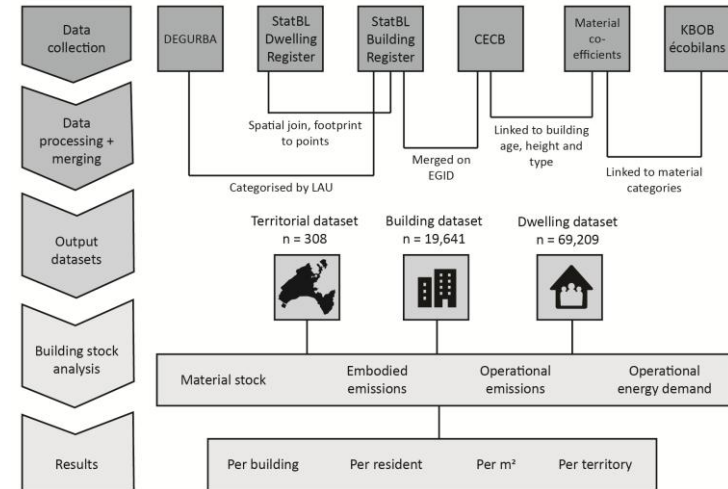 Data
collection
DEGURBA
StatBL
Dwelling
Register
StatBL
Building
Register
CECB
Material
co-
efficients
KBOB
écobilans
Data
processing +
merging
Spatial join, footprint
to points
Categorised by LAU
Merged on
EGID
Linked to building
age, height and
type
Linked to material
categories
Output
datasets
Territorial dataset
n = 308
Building dataset
n = 19,641
Dwelling dataset
n = 69,209
Building stock
analysis
Material stock
Embodied
emissions
Operational
emissions
Operational
energy demand
Results
Per building
Per resident
Per m²
Per territory